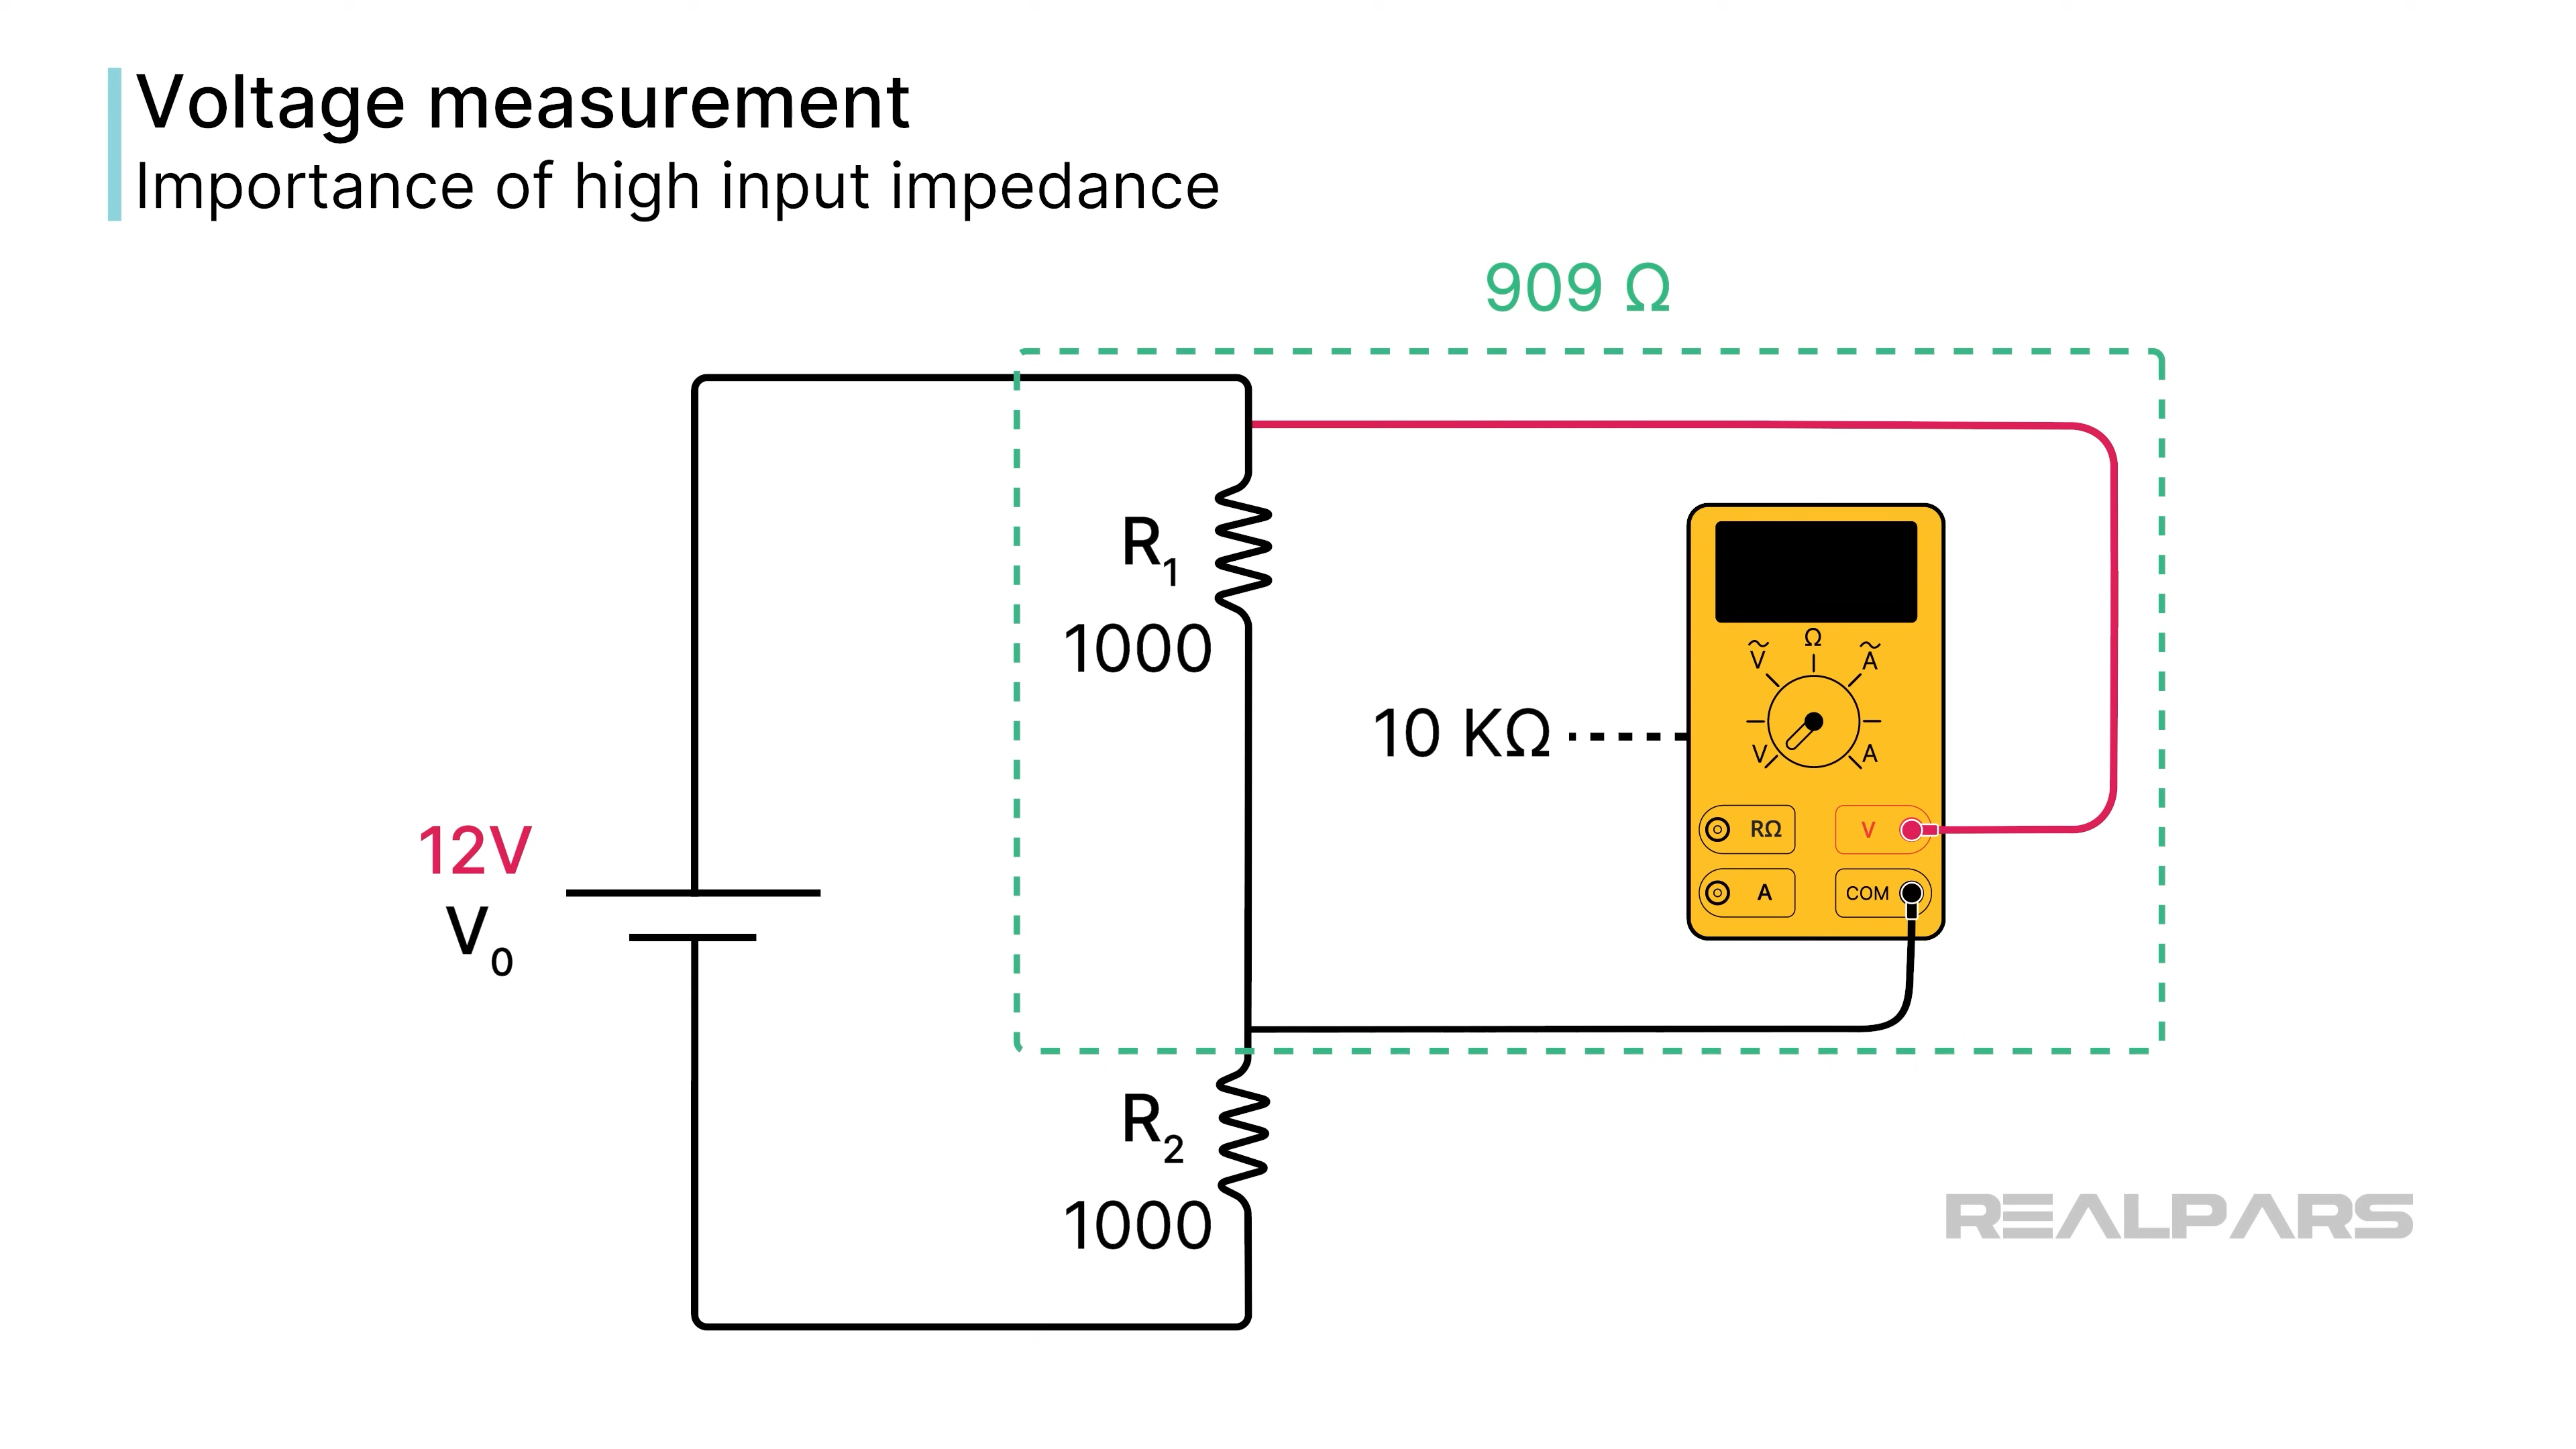 Voltage measurement
Importance of high input impedance
909 Ω
R1
1000
10 KΩ
Ṽ Ω Ã
V A
RΩ V
A COM
12V
V0
R2
1000
REALPARS